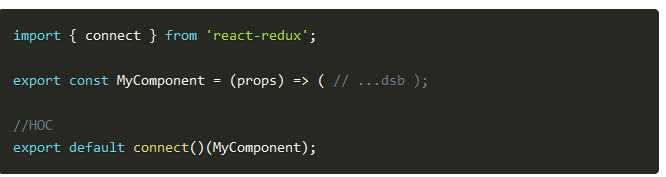 import { connect } from 'react-redux';
export const MyComponent = (props) => ( // ...dsb );
//HOC
export default connect()(MyComponent);